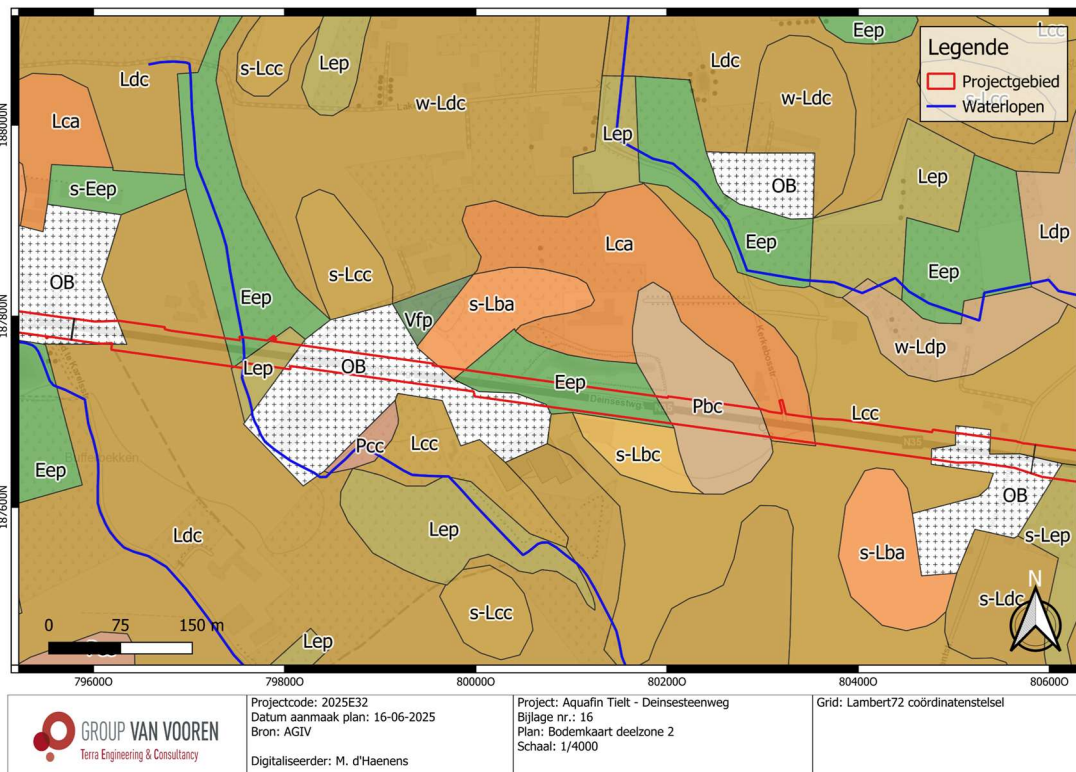 Eep
Lcc
Ldc
s-Lcc
Lep
Ldc
Legende
Projectgebied
Waterlopen
w-Ldc
w-Ldc
s-Lcc
188000N
Lca
Lep
Lep
s-Eep
OB
Ldp
Lca
Eep
s-Lcc
Eep
OB
Eep
s-Lba
187800N
Vfp
w-Ldp
Kerkabosstr.
Lep
OB
Eep
Deinsestwg
Pbc
Lcc
N35
Pcc
Lcc
s-Lbc
Eep
187600N
OB
Ldc
Lep
s-Lba
s-Lep
s-Lcc
s-Ldc
N
0 75 150 m
Lep
796000 798000 800000 802000 804000 806000
GROUP VAN VOOREN
Terra Engineering & Consultancy
Projectcode: 2025E32
Datum aanmaak plan: 16-06-2025
Bron: AGIV
Digitaliseerder: M. d'Haenens
Project: Aquafin Tielt - Deinsesteenweg
Bijlage nr.: 16
Plan: Bodemkaart deelzone 2
Schaal: 1/4000
Grid: Lambert72 coördinatenstelsel